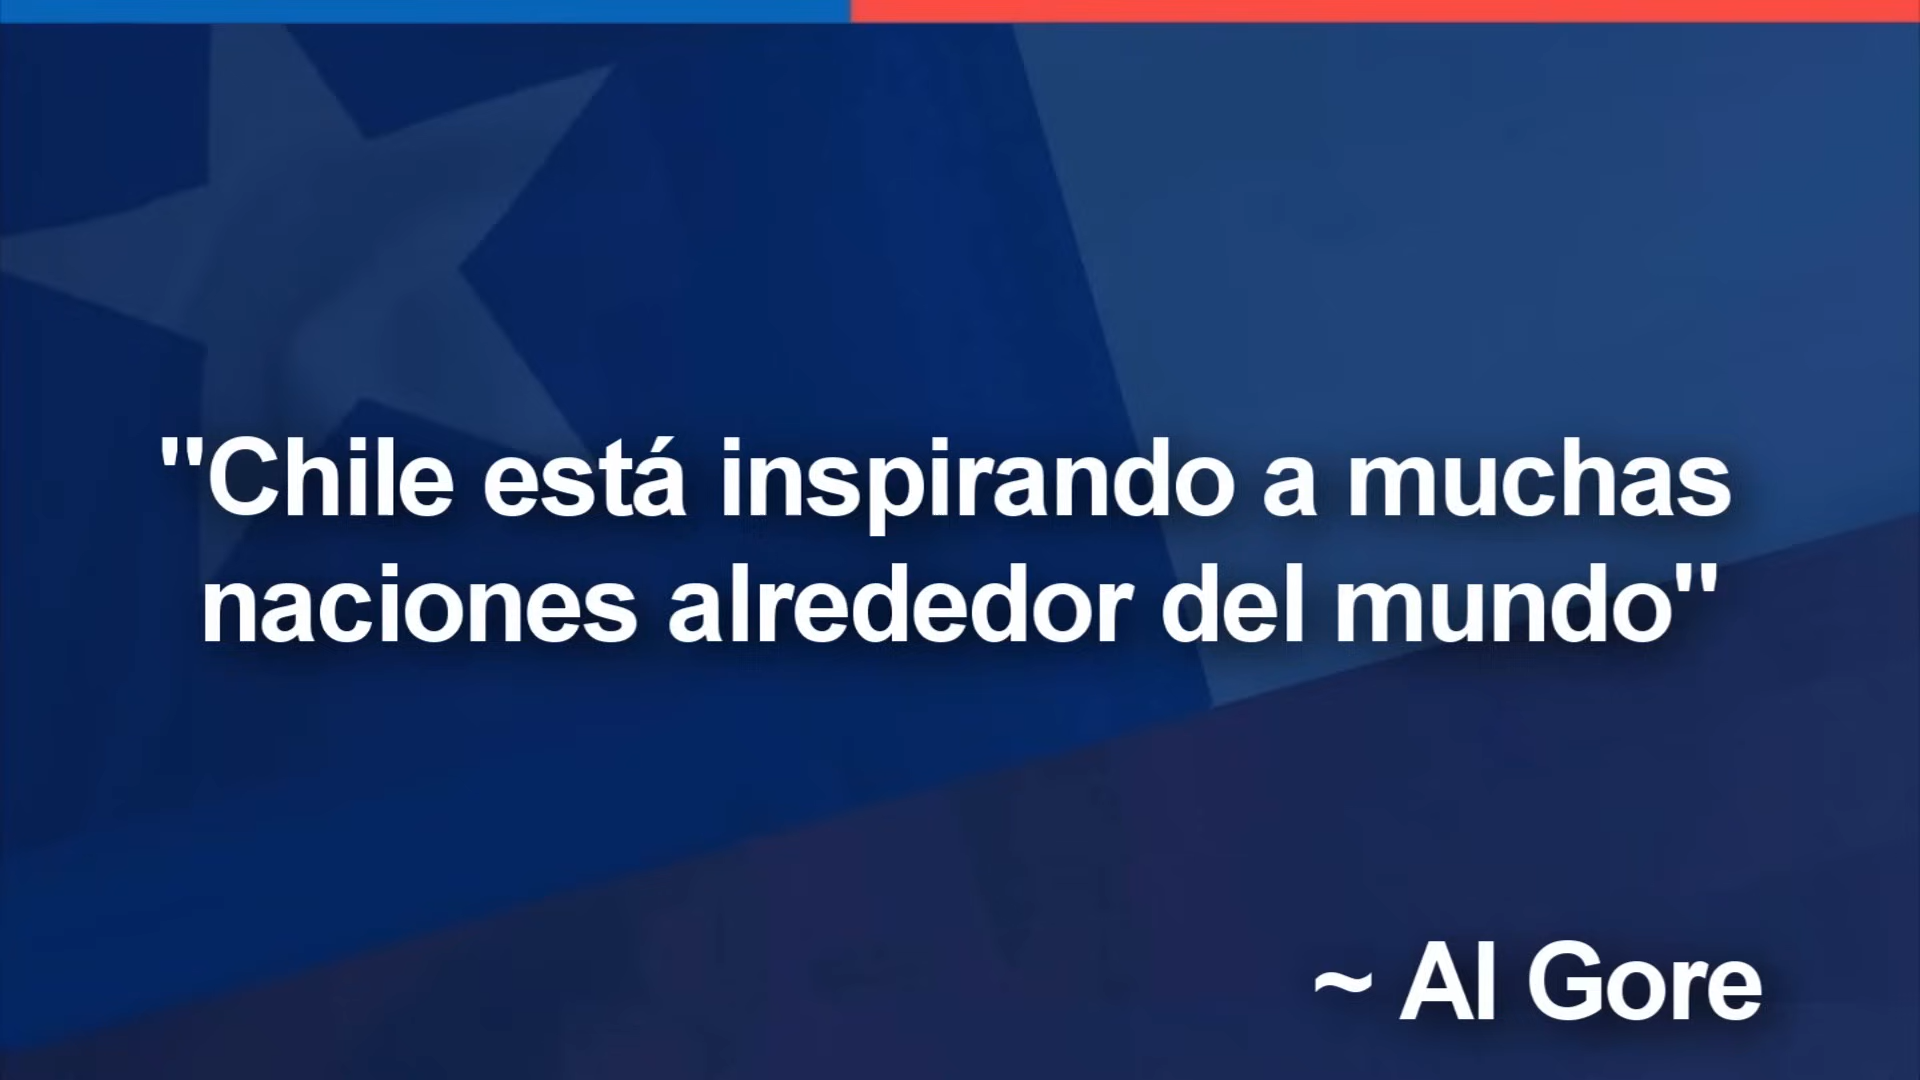 "Chile está inspirando a muchas
naciones alrededor del mundo"
~ Al Gore